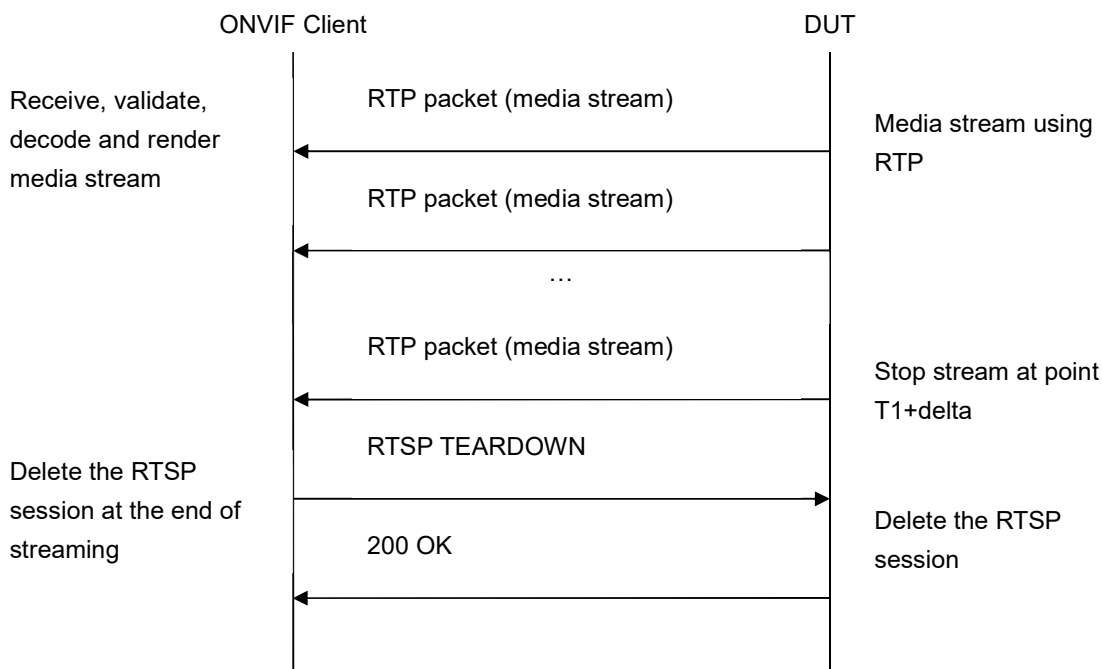 ONVIF Client
DUT
Receive, validate,
decode and render
media stream
RTP packet (media stream)
Media stream using
RTP
RTP packet (media stream)
…
RTP packet (media stream)
Stop stream at point
T1+delta
RTSP TEARDOWN
Delete the RTSP
session at the end of
streaming
Delete the RTSP
session
200 OK